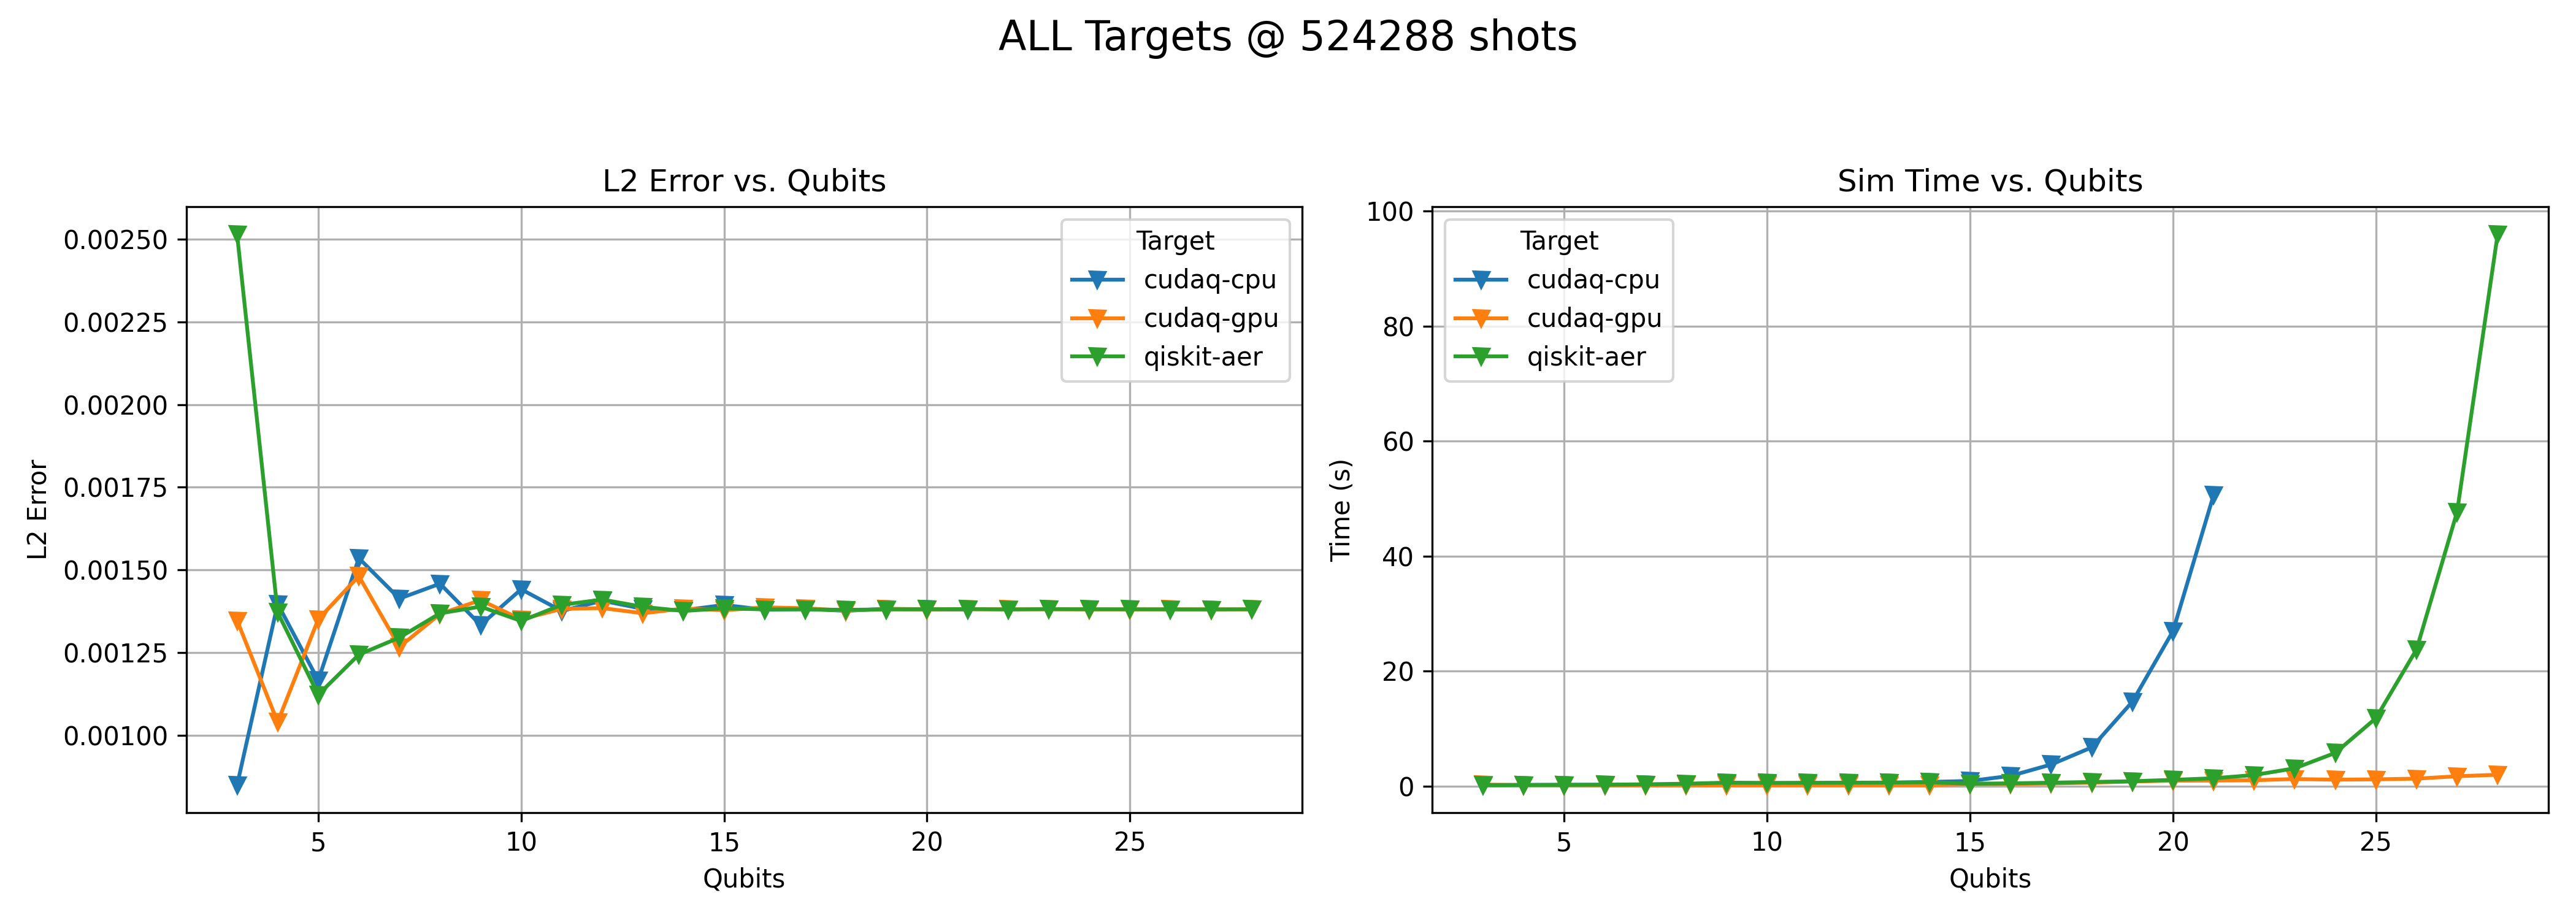 ALL Targets @ 524288 shots
L2 Error vs. Qubits
L2 Error
0.00250
0.00225
0.00200
0.00175
0.00150
0.00125
0.00100
Target
cudaq-cpu
cudaq-gpu
qiskit-aer
5 10 15 20 25
Qubits
Sim Time vs. Qubits
Time (s)
100
80
60
40
20
0
Target
cudaq-cpu
cudaq-gpu
qiskit-aer
5 10 15 20 25
Qubits